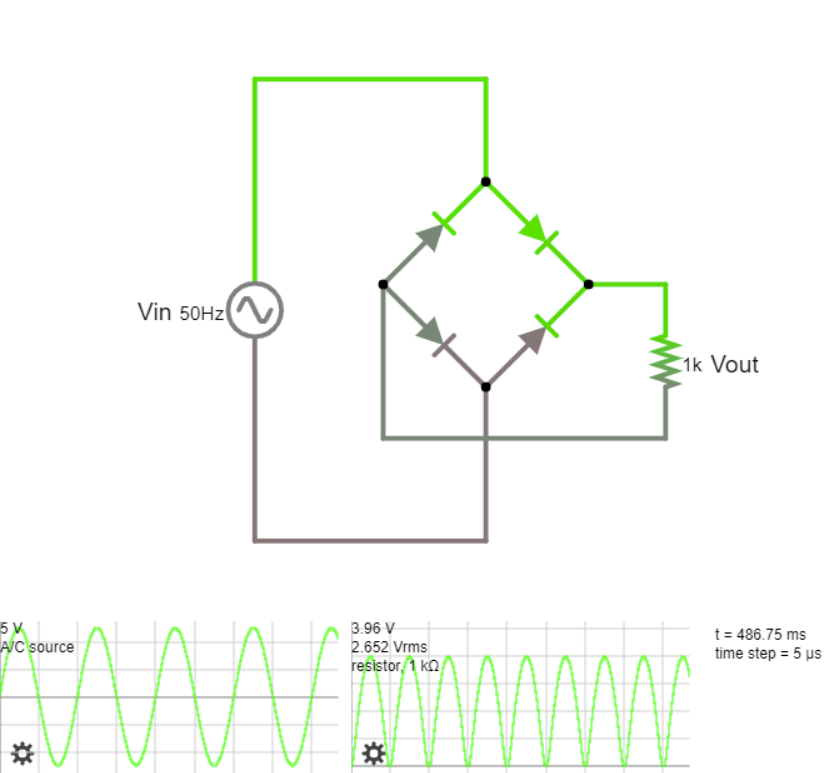 Vin 50Hz
1k Vout
5 V
A/C source
3.96 V
2.652 Vrms
resistor, 1 kΩ
t = 486.75 ms
time step = 5 µs